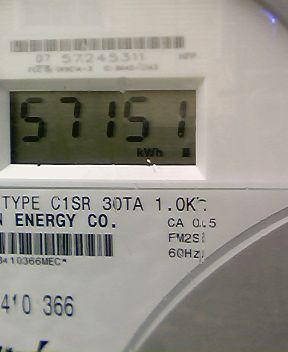 07 57245311
57151
kWh
TYPE C1SR 30TA 1.0K
N ENERGY CO.
CA 0.5
FM2S
60Hz
410366MEC*
410 366